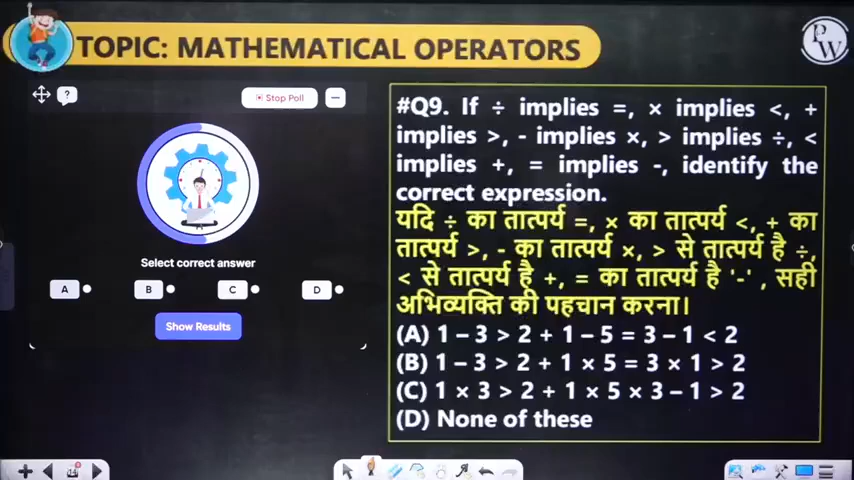 TOPIC: MATHEMATICAL OPERATORS
PW
?
Stop Poll
#Q9. If ÷ implies =, × implies <, +
implies >, - implies ×, > implies ÷, <
implies +, = implies -, identify the
correct expression.
यदि ÷ का तात्पर्य =, × का तात्पर्य <, + का
तात्पर्य >, - का तात्पर्य ×, > से तात्पर्य है ÷,
< से तात्पर्य है +, = का तात्पर्य है '-' , सही
अभिव्यक्ति की पहचान करना।
(A) 1 – 3 > 2 + 1 – 5 = 3 – 1 < 2
(B) 1 – 3 > 2 + 1 × 5 = 3 × 1 > 2
(C) 1 × 3 > 2 + 1 × 5 × 3 – 1 > 2
(D) None of these
Select correct answer
A
B
C
D
Show Results